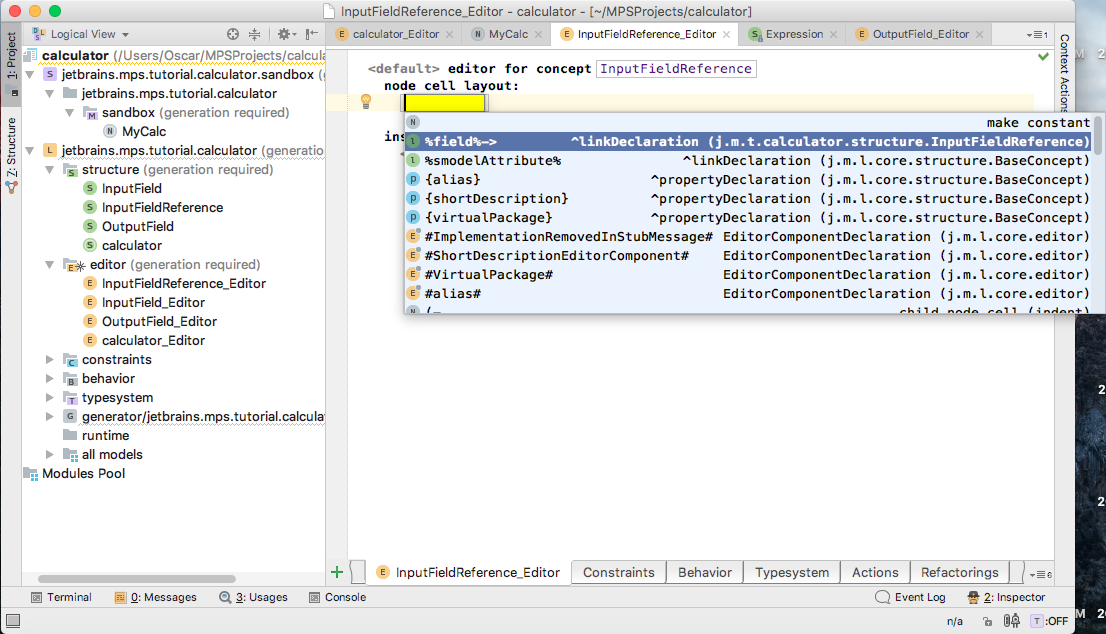 InputFieldReference_Editor - calculator - [~/MPSProjects/calculator]
1: Project
Z: Structure
Logical View
calculator (/Users/Oscar/MPSProjects/calcula
jetbrains.mps.tutorial.calculator.sandbox (g
jetbrains.mps.tutorial.calculator
sandbox (generation required)
MyCalc
jetbrains.mps.tutorial.calculator (generatio
structure (generation required)
InputField
InputFieldReference
OutputField
calculator
editor (generation required)
InputFieldReference_Editor
InputField_Editor
OutputField_Editor
calculator_Editor
constraints
behavior
typesystem
generator/jetbrains.mps.tutorial.calcula
runtime
all models
Modules Pool
calculator_Editor
MyCalc
InputFieldReference_Editor
Expression
OutputField_Editor
1
<default> editor for concept InputFieldReference
node cell layout:
ins
make constant
%field%-> ^linkDeclaration (j.m.t.calculator.structure.InputFieldReference)
%smodelAttribute% ^linkDeclaration (j.m.l.core.structure.BaseConcept)
{alias} ^propertyDeclaration (j.m.l.core.structure.BaseConcept)
{shortDescription} ^propertyDeclaration (j.m.l.core.structure.BaseConcept)
{virtualPackage} ^propertyDeclaration (j.m.l.core.structure.BaseConcept)
#ImplementationRemovedInStubMessage# EditorComponentDeclaration (j.m.l.core.editor)
#ShortDescriptionEditorComponent# EditorComponentDeclaration (j.m.l.core.editor)
#VirtualPackage# EditorComponentDeclaration (j.m.l.core.editor)
#alias# EditorComponentDeclaration (j.m.l.core.editor)
(- child node cell (indent)
Context Actions
InputFieldReference_Editor
Constraints
Behavior
Typesystem
Actions
Refactorings
6
Terminal
0: Messages
3: Usages
Console
Event Log
2: Inspector
n/a
T :OFF